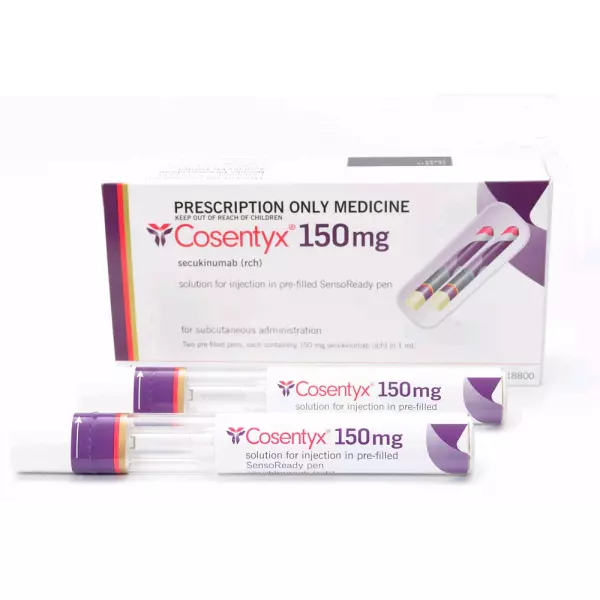 PRESCRIPTION ONLY MEDICINE
KEEP OUT OF REACH OF CHILDREN
Cosentyx® 150mg
secukinumab (rch)
solution for injection in pre-filled SensoReady pen
for subcutaneous administration
Two pre-filled pens, each containing 150 mg secukinumab (rch) in 1 mL
18800
Cosentyx® 150mg
solution for injection in pre-filled
Cosentyx® 150mg
solution for injection in pre-filled
SensoReady pen